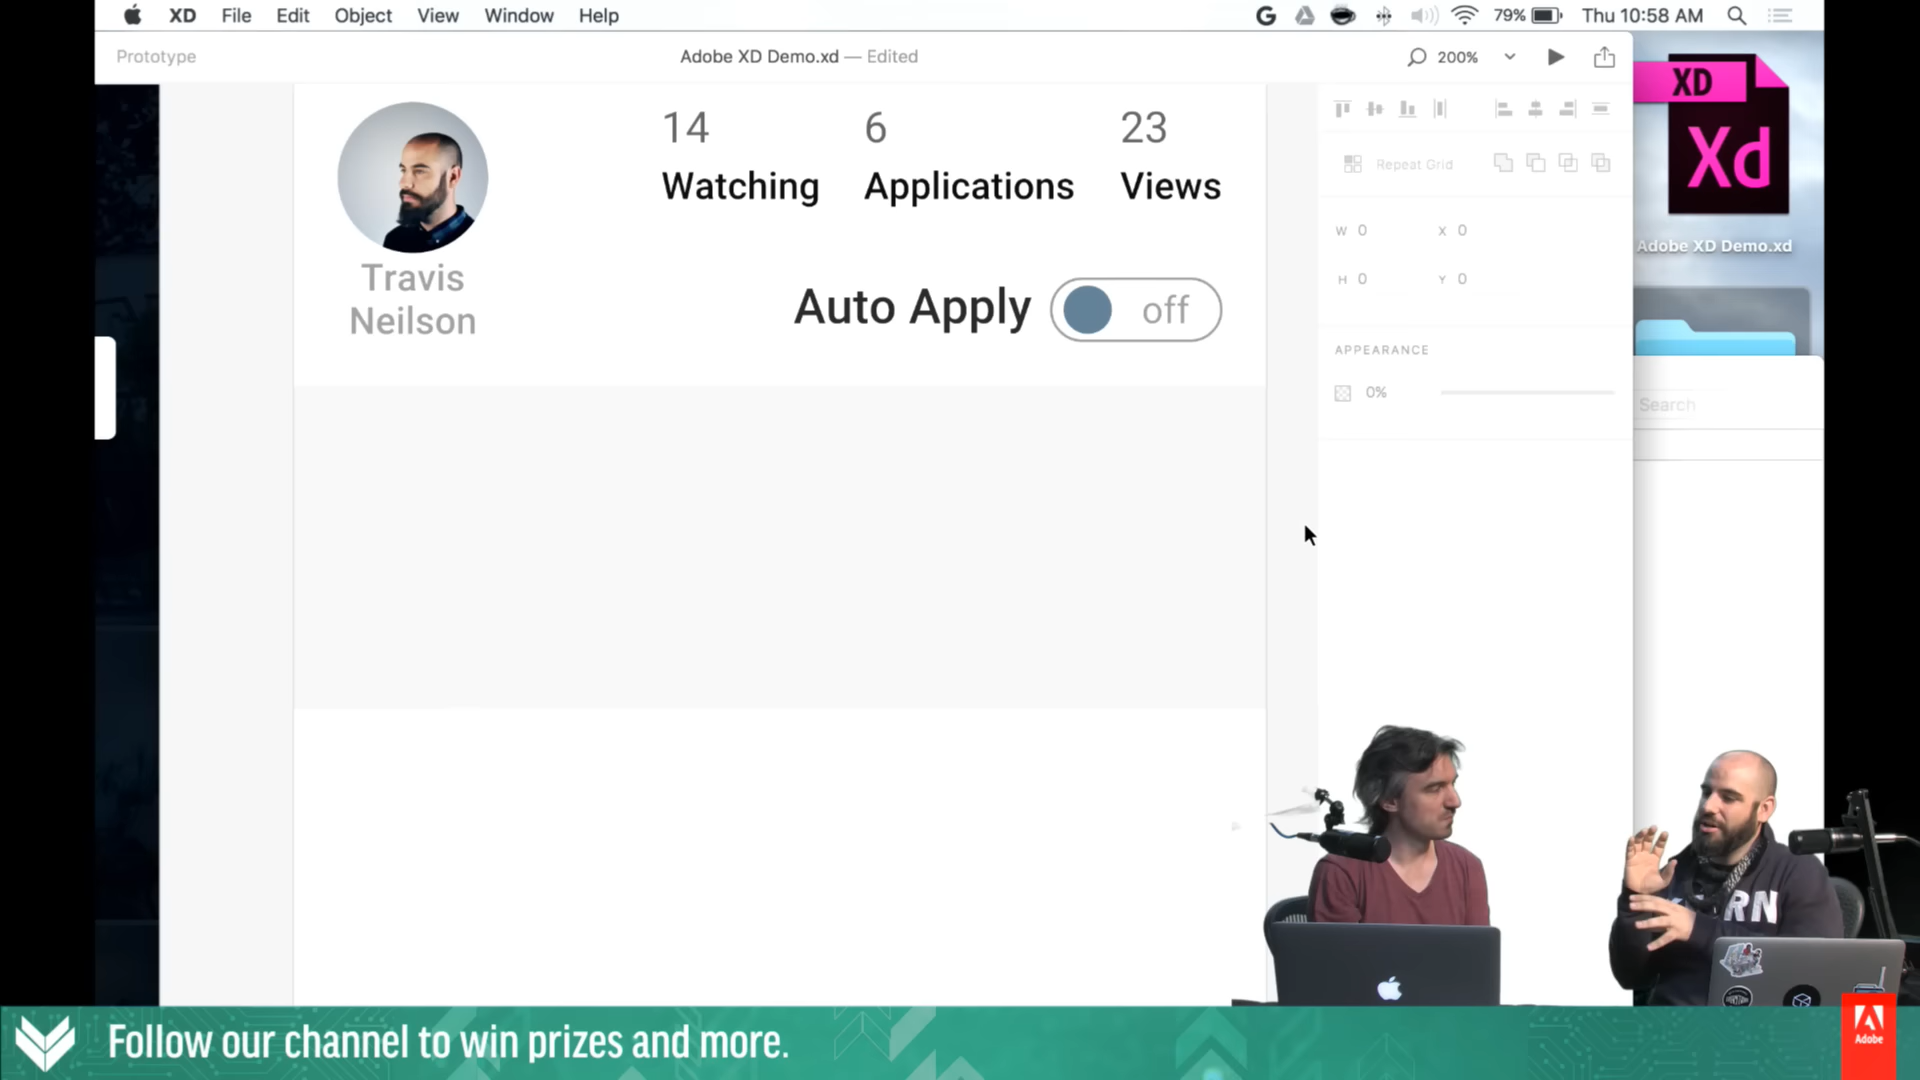 XD File Edit Object View Window Help
G 79% Thu 10:58 AM
Prototype
Adobe XD Demo.xd — Edited
200%
14 6 23
Watching Applications Views
Travis
Neilson
Auto Apply off
Repeat Grid
W 0 X 0
H 0 Y 0
APPEARANCE
0%
XD
Xd
Adobe XD Demo.xd
Search
RN
Follow our channel to win prizes and more.
Adobe